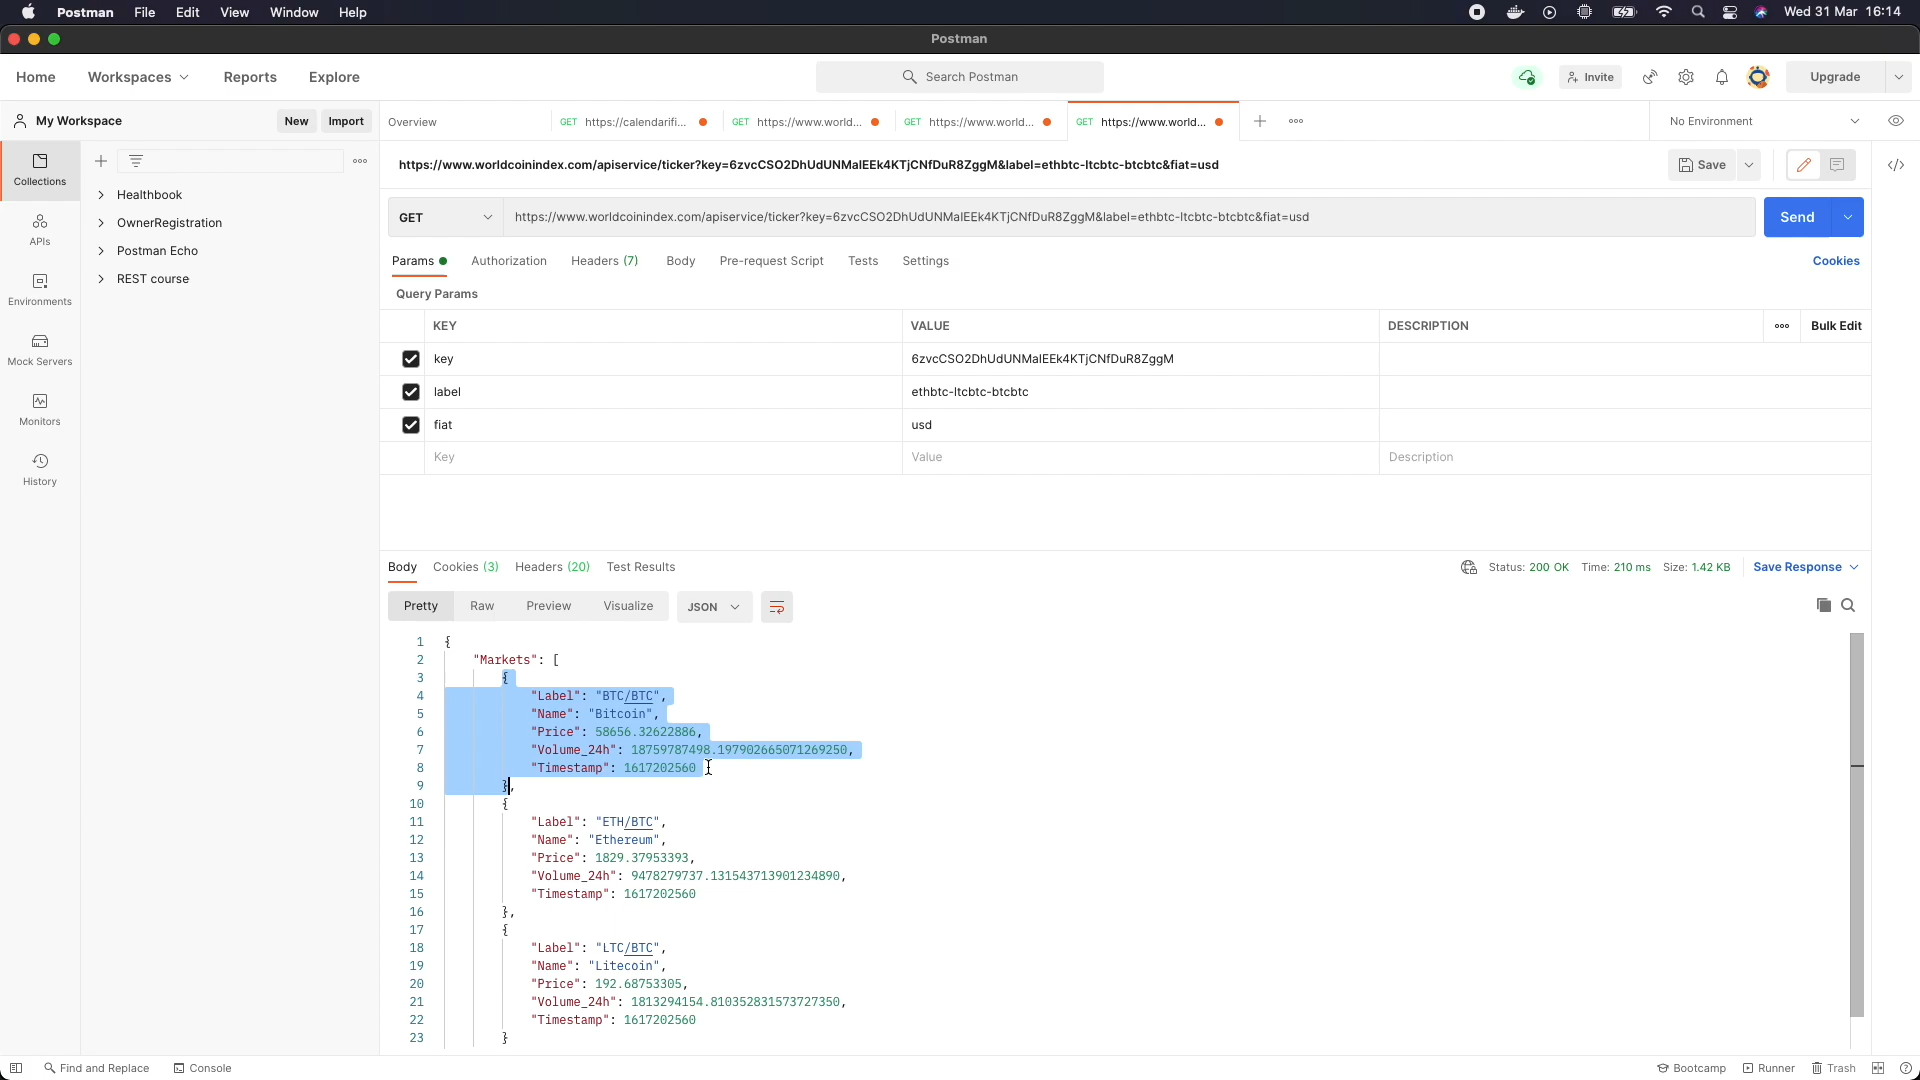 Postman File Edit View Window Help
Wed 31 Mar 16:14
Postman
Home Workspaces Reports Explore
Search Postman
Invite
Upgrade
My Workspace New Import
Overview GET https://calendarifi... GET https://www.world... GET https://www.world... GET https://www.world...
No Environment
Collections
APIs
Environments
Mock Servers
Monitors
History
Healthbook
OwnerRegistration
Postman Echo
REST course
https://www.worldcoinindex.com/apiservice/ticker?key=6zvcCSO2DhUdUNMaIEEk4KTjCNfDuR8ZggM&label=ethbtc-ltcbtc-btcbtc&fiat=usd
Save
GET https://www.worldcoinindex.com/apiservice/ticker?key=6zvcCSO2DhUdUNMaIEEk4KTjCNfDuR8ZggM&label=ethbtc-ltcbtc-btcbtc&fiat=usd
Send
Params Authorization Headers (7) Body Pre-request Script Tests Settings
Cookies
Query Params
KEY VALUE DESCRIPTION Bulk Edit
key 6zvcCSO2DhUdUNMaIEEk4KTjCNfDuR8ZggM
label ethbtc-ltcbtc-btcbtc
fiat usd
Key Value Description
Body Cookies (3) Headers (20) Test Results
Status: 200 OK Time: 210 ms Size: 1.42 KB Save Response
Pretty Raw Preview Visualize JSON
1 {
2 "Markets": [
3 {
4 "Label": "BTC/BTC",
5 "Name": "Bitcoin",
6 "Price": 58656.32622886,
7 "Volume_24h": 18759787498.197902665071269250,
8 "Timestamp": 1617202560
9 },
10 {
11 "Label": "ETH/BTC",
12 "Name": "Ethereum",
13 "Price": 1829.37953393,
14 "Volume_24h": 9478279737.131543713901234890,
15 "Timestamp": 1617202560
16 },
17 {
18 "Label": "LTC/BTC",
19 "Name": "Litecoin",
20 "Price": 192.68753305,
21 "Volume_24h": 1813294154.810352831573727350,
22 "Timestamp": 1617202560
23 }
Find and Replace Console
Bootcamp Runner Trash